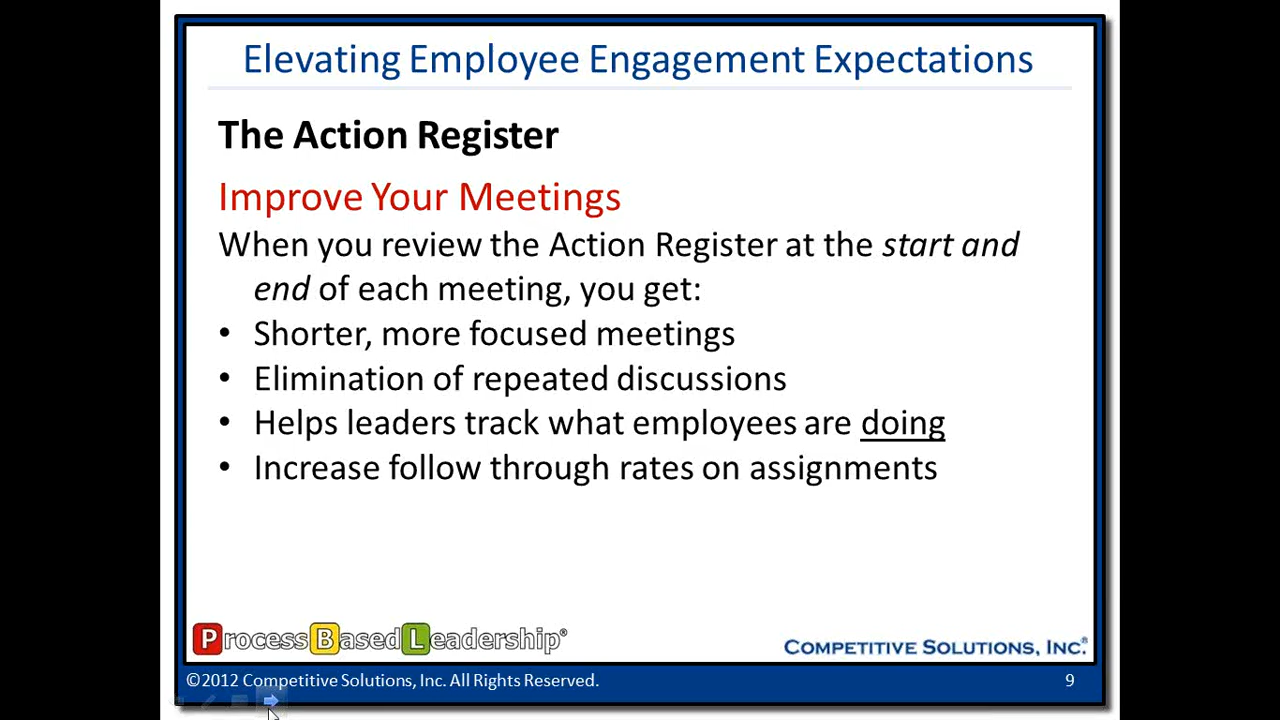 Elevating Employee Engagement Expectations
The Action Register
Improve Your Meetings
When you review the Action Register at the start and
end of each meeting, you get:
• Shorter, more focused meetings
• Elimination of repeated discussions
• Helps leaders track what employees are doing
• Increase follow through rates on assignments
Process Based Leadership®
COMPETITIVE SOLUTIONS, INC.®
©2012 Competitive Solutions, Inc. All Rights Reserved.
9